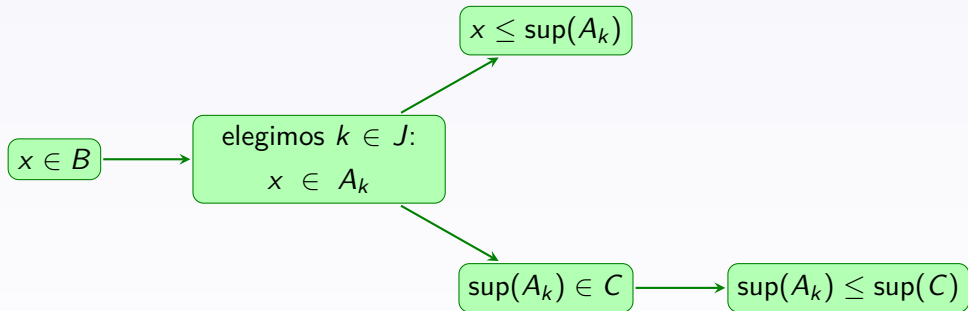 x ≤ sup(A_k)
x ∈ B
elegimos k ∈ J:
x ∈ A_k
sup(A_k) ∈ C
sup(A_k) ≤ sup(C)